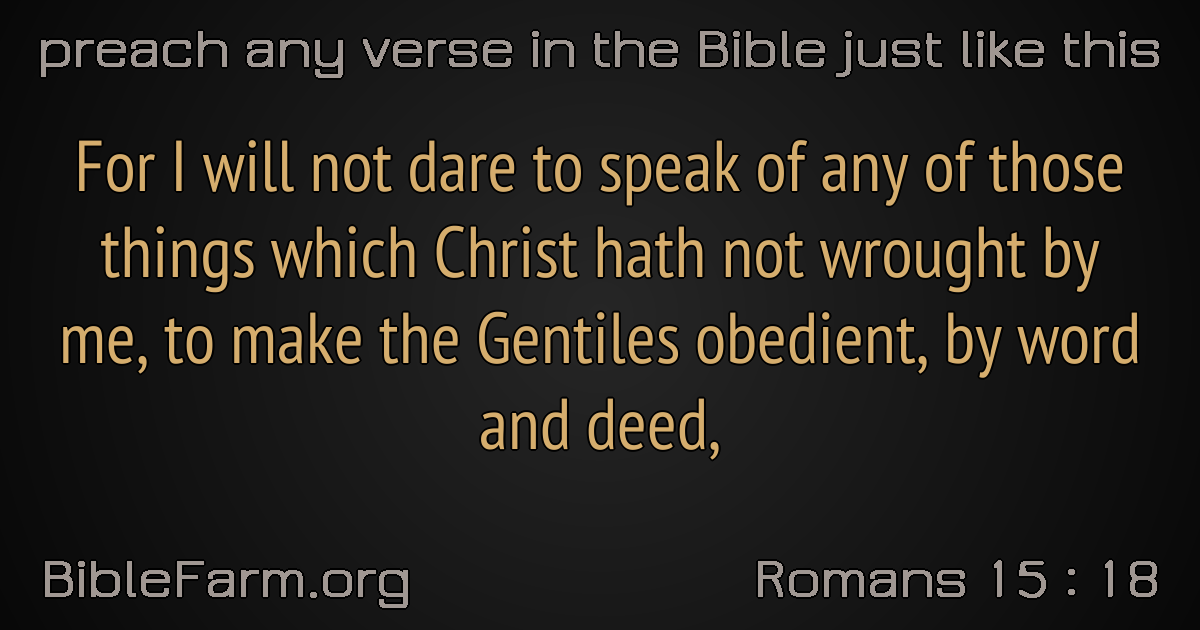 preach any verse in the Bible just like this
For I will not dare to speak of any of those
things which Christ hath not wrought by
me, to make the Gentiles obedient, by word
and deed,
BibleFarm.org
Romans 15 : 18